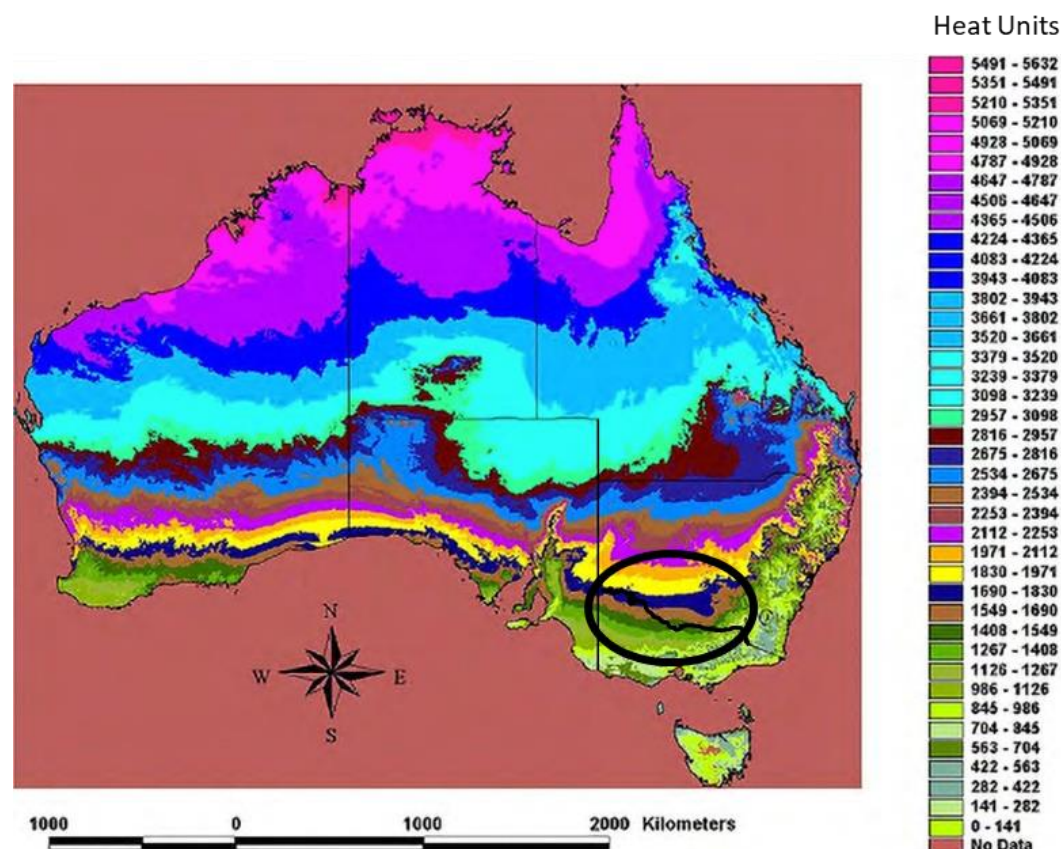 Heat Units
5491 - 5632
5351 - 5491
5210 - 5351
5069 - 5210
4928 - 5069
4787 - 4928
4647 - 4787
4506 - 4647
4365 - 4506
4224 - 4365
4083 - 4224
3943 - 4083
3802 - 3943
3661 - 3802
3520 - 3661
3379 - 3520
3239 - 3379
3098 - 3239
2957 - 3098
2816 - 2957
2675 - 2816
2534 - 2675
2394 - 2534
2253 - 2394
2112 - 2253
1971 - 2112
1830 - 1971
1690 - 1830
1549 - 1690
1408 - 1549
1267 - 1408
1126 - 1267
986 - 1126
845 - 986
704 - 845
563 - 704
422 - 563
282 - 422
141 - 282
0 - 141
No Data
N
W E
S
1000 0 1000 2000 Kilometers